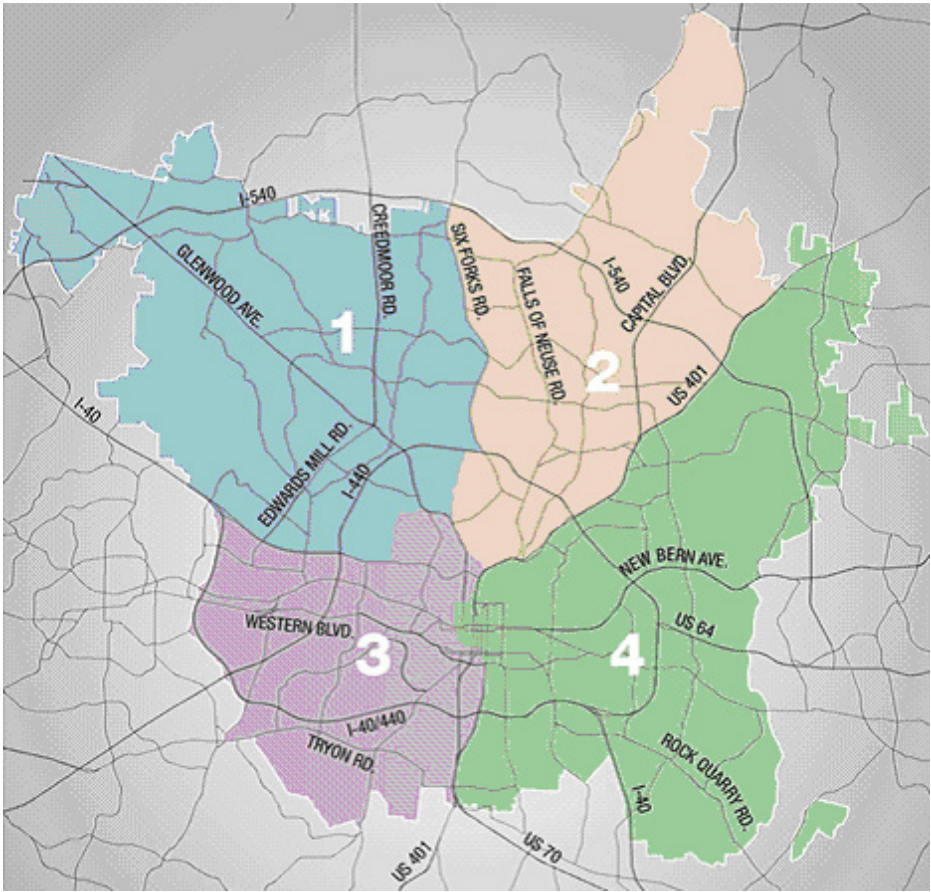 I-540
GLENWOOD AVE.
CREEDMOOR RD.
SIX FORKS RD.
FALLS OF NEUSE RD.
I-540
CAPITAL BLVD.
1
2
US 401
I-40
EDWARDS MILL RD.
I-440
NEW BERN AVE.
WESTERN BLVD.
3
4
US 64
I-40/440
TRYON RD.
ROCK QUARRY RD.
I-40
US 401
US 70